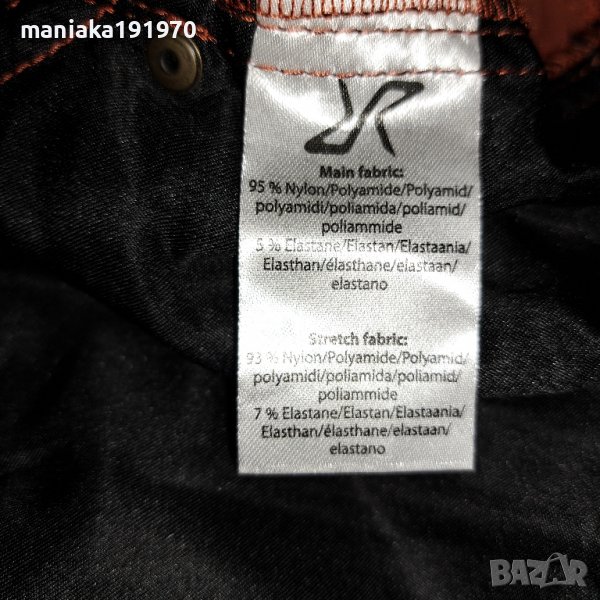 maniaka191970
Main fabric:
95 % Nylon/Polyamide/Polyamid/
polyamidi/poliamida/poliamid/
poliammide
5 % Elastane/Elastan/Elastaania/
Elasthan/élasthane/elastaan/
elastano
Stretch fabric:
93 % Nylon/Polyamide/Polyamid/
polyamidi/poliamida/poliamid/
poliammide
7 % Elastane/Elastan/Elastaania/
Elasthan/élasthane/elastaan/
elastano
BAZAR